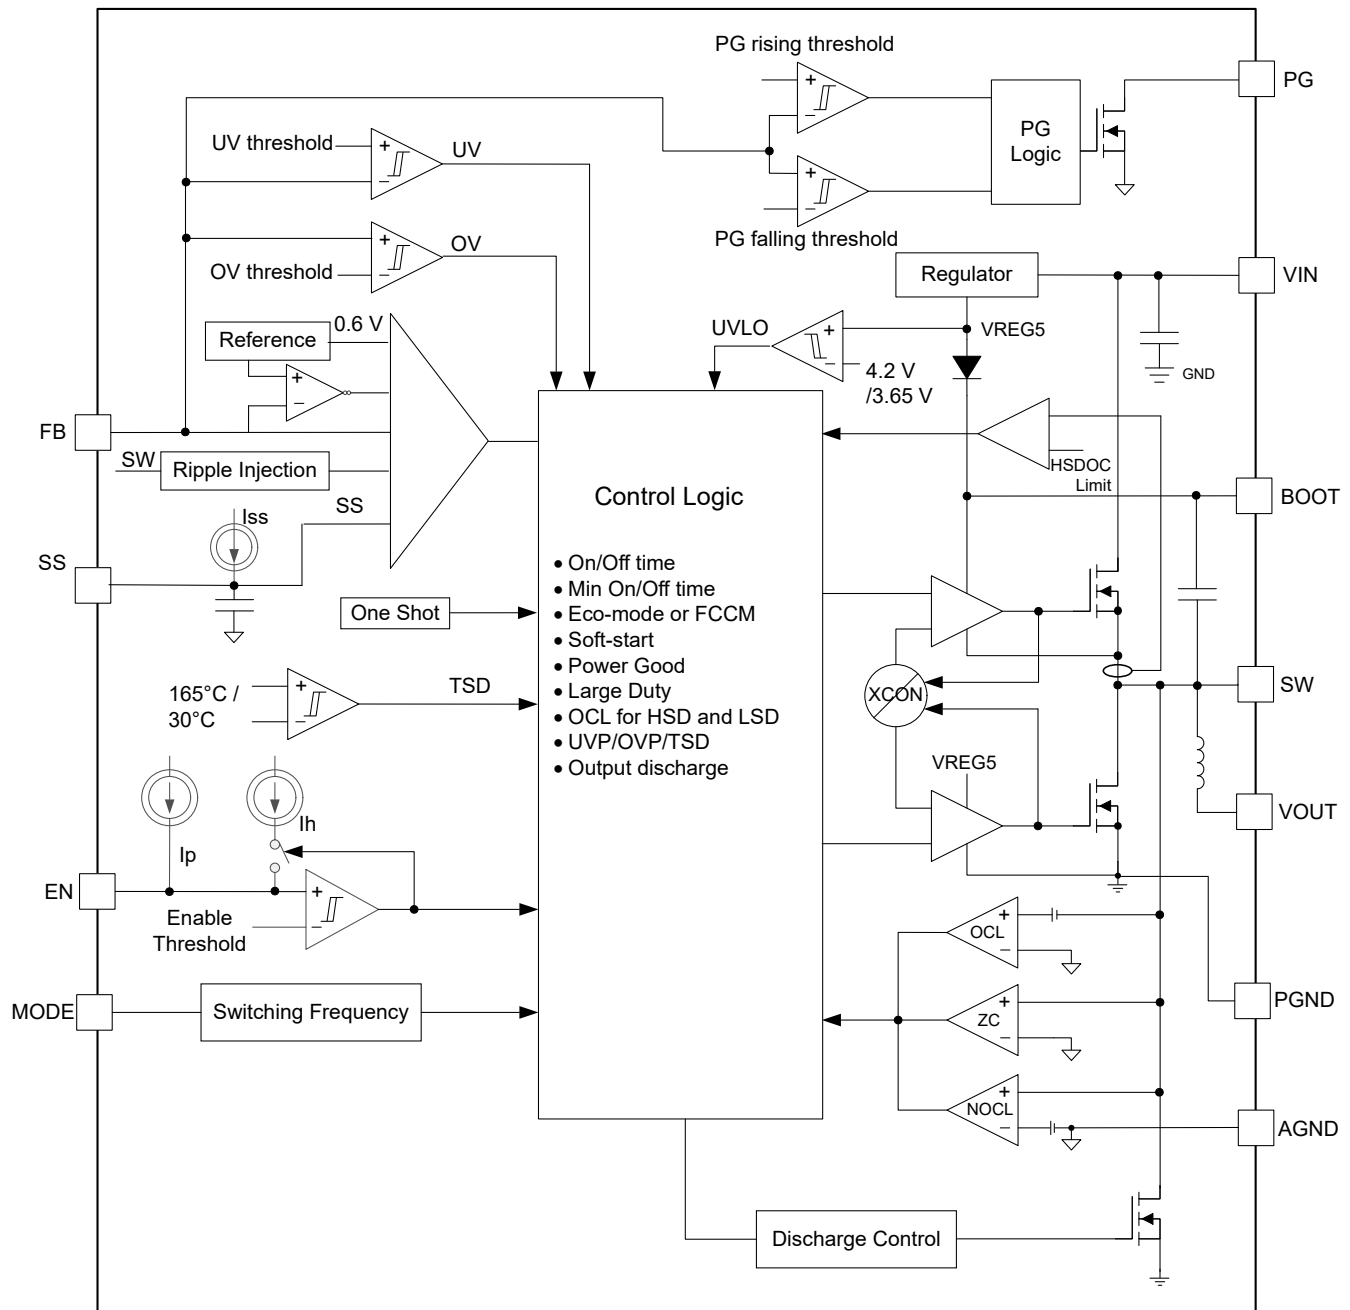 PG rising threshold
PG
UV threshold
UV
PG
Logic
OV threshold
OV
PG falling threshold
Regulator
VIN
0.6 V
Reference
UVLO
VREG5
4.2 V
/3.65 V
GND
FB
SW
Ripple Injection
HSDOC
Limit
BOOT
Control Logic
Iss
SS
SS
• On/Off time
• Min On/Off time
• Eco-mode or FCCM
• Soft-start
• Power Good
• Large Duty
• OCL for HSD and LSD
• UVP/OVP/TSD
• Output discharge
One Shot
165°C /
30°C
TSD
XCON
SW
VREG5
VOUT
Ip
Ih
EN
Enable
Threshold
OCL
MODE
Switching Frequency
ZC
PGND
NOCL
AGND
Discharge Control